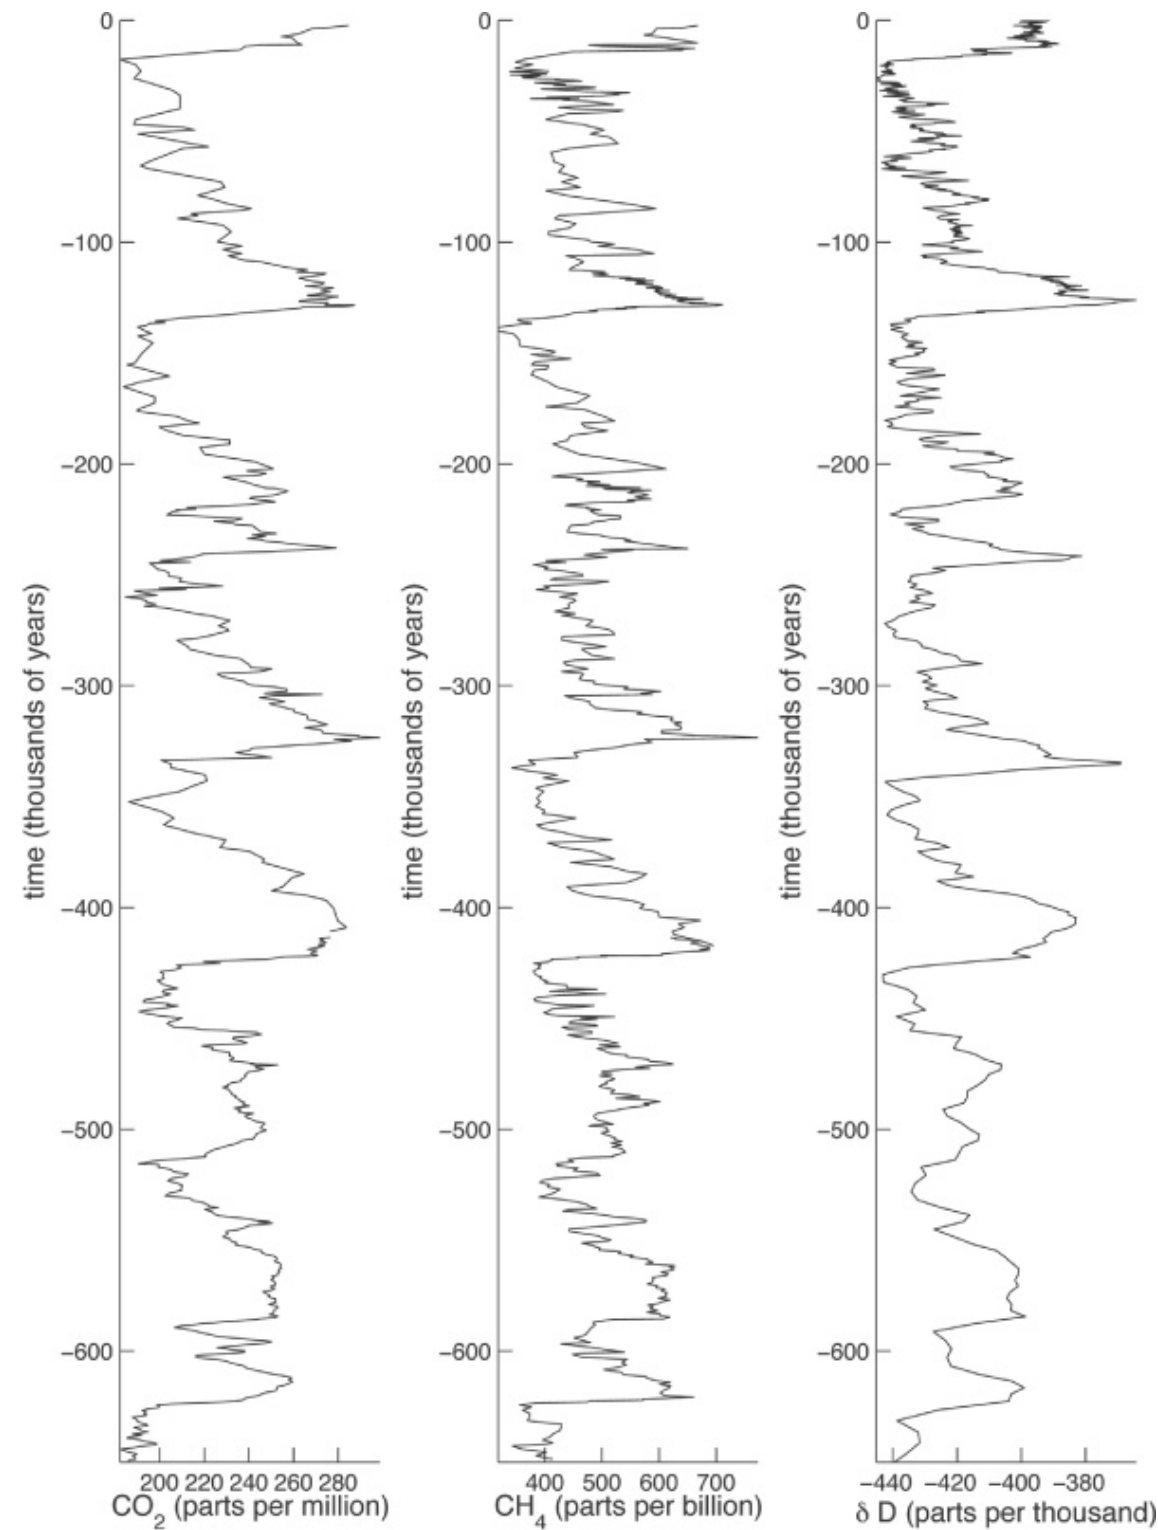 0
−100
−200
−300
−400
−500
−600
time (thousands of years)
200 220 240 260 280
CO2 (parts per million)
0
−100
−200
−300
−400
−500
−600
time (thousands of years)
400 500 600 700
CH4 (parts per billion)
0
−100
−200
−300
−400
−500
−600
time (thousands of years)
−440 −420 −400 −380
δ D (parts per thousand)